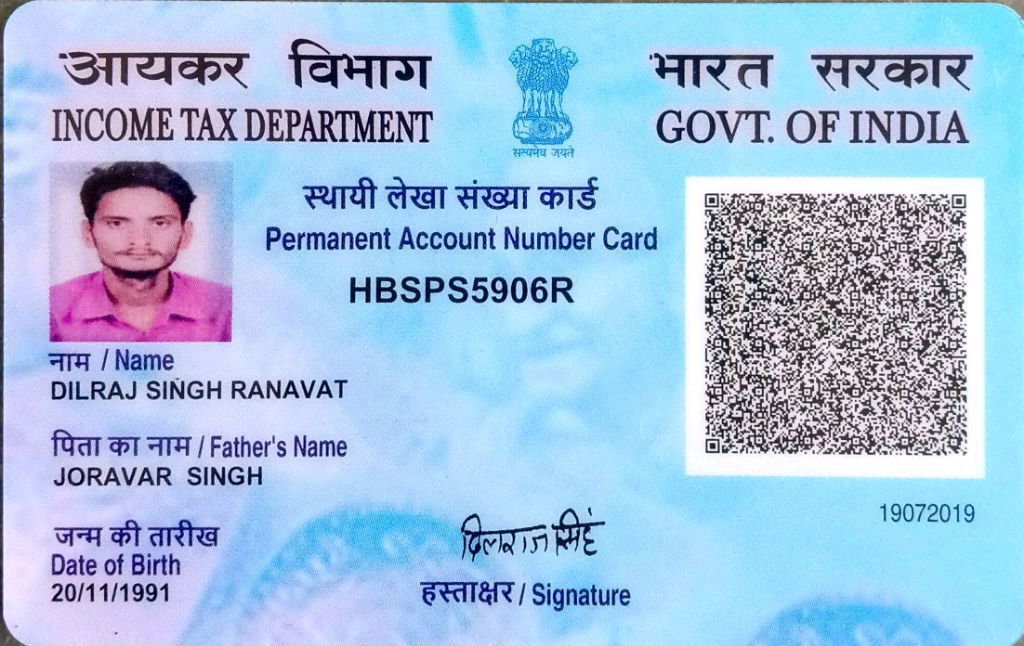 आयकर विभाग
INCOME TAX DEPARTMENT
सत्यमेव जयते
भारत सरकार
GOVT. OF INDIA
स्थायी लेखा संख्या कार्ड
Permanent Account Number Card
HBSPS5906R
नाम / Name
DILRAJ SINGH RANAVAT
पिता का नाम / Father's Name
JORAVAR SINGH
जन्म की तारीख
Date of Birth
20/11/1991
दिलराज सिंह
हस्ताक्षर / Signature
19072019